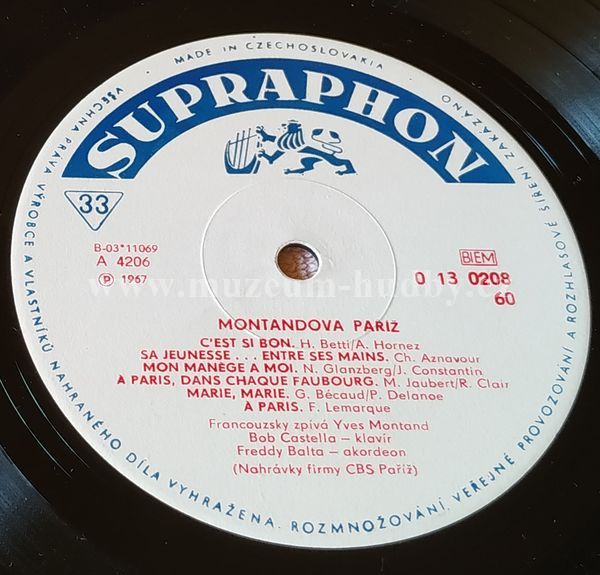 MADE IN CZECHOSLOVAKIA
SUPRAPHON
33
B-03*11069
A 4206
Ⓟ 1967
BIEM
0 13 0208
60
www.muzeum-hudby.cz
MONTANDOVA PAŘÍŽ
C'EST SI BON. H. Betti/A. Hornez
SA JEUNESSE... ENTRE SES MAINS. Ch. Aznavour
MON MANÈGE A MOI. N. Glanzberg/J. Constantin
À PARIS, DANS CHAQUE FAUBOURG. M. Jaubert/R. Clair
MARIE, MARIE. G. Bécaud/P. Delanoe
À PARIS. F. Lemarque
Francouzsky zpívá Yves Montand
Bob Castella – klavír
Freddy Balta – akordeon
(Nahrávky firmy CBS Paříž)
VŠECHNA PRÁVA VÝROBCE A VLASTNÍKŮ NAHRANÉHO DÍLA VYHRAŽENA. ROZMNOŽOVÁNÍ, VEŘEJNÉ PROVOZOVÁNÍ A ROZHLASOVÉ ŠÍŘENÍ ZAKÁZÁNO